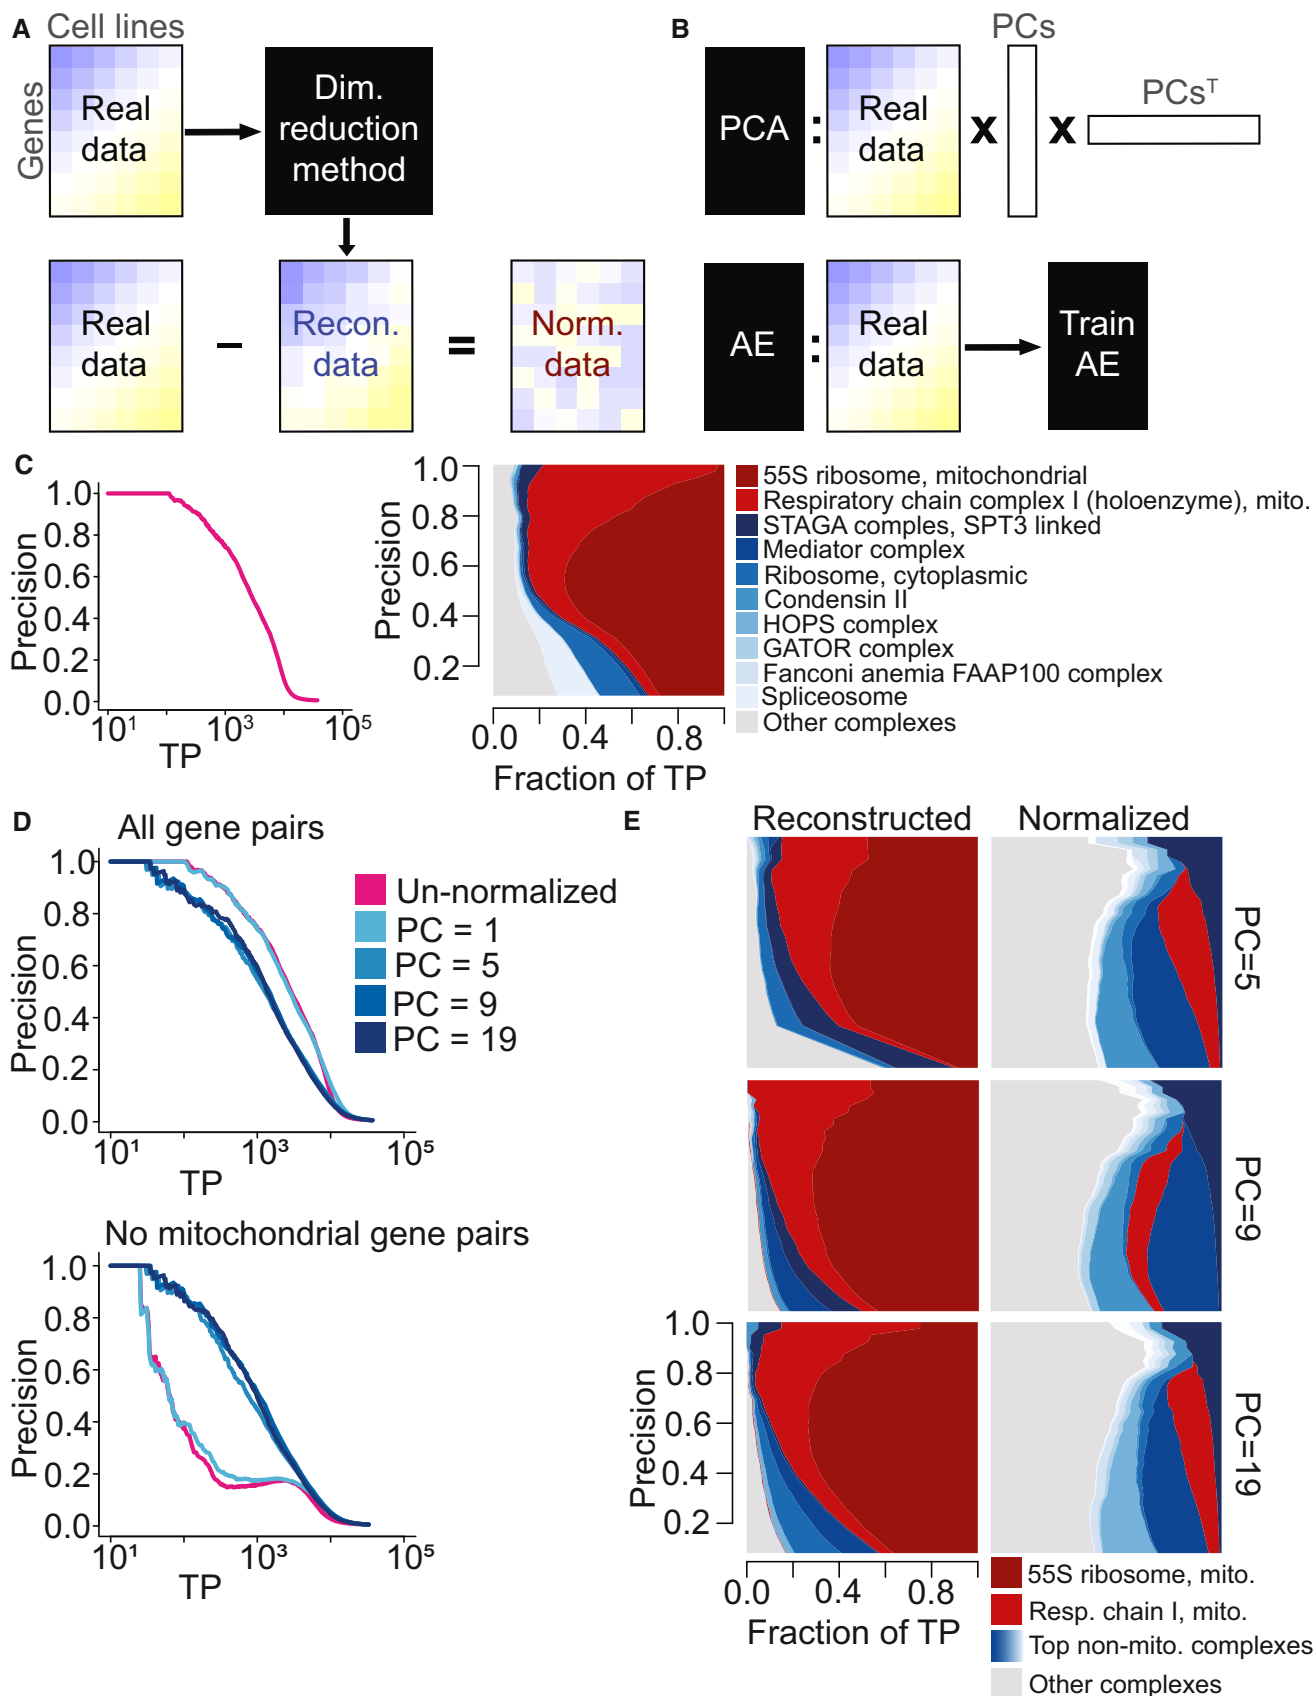 A
Cell lines
Genes
Real
data
Dim.
reduction
method
Real
data
–
Recon.
data
=
Norm.
data
B
PCs
PCsᵀ
PCA
:
Real
data
x
x
AE
:
Real
data
Train
AE
C
1.0
0.8
0.6
0.4
0.2
0.0
Precision
10¹
10³
10⁵
TP
1.0
0.8
0.6
0.4
0.2
Precision
0.0
0.4
0.8
Fraction of TP
55S ribosome, mitochondrial
Respiratory chain complex I (holoenzyme), mito.
STAGA comples, SPT3 linked
Mediator complex
Ribosome, cytoplasmic
Condensin II
HOPS complex
GATOR complex
Fanconi anemia FAAP100 complex
Spliceosome
Other complexes
D
All gene pairs
1.0
0.8
0.6
0.4
0.2
0.0
Precision
10¹
10³
10⁵
TP
Un-normalized
PC = 1
PC = 5
PC = 9
PC = 19
No mitochondrial gene pairs
1.0
0.8
0.6
0.4
0.2
0.0
Precision
10¹
10³
10⁵
TP
E
Reconstructed
Normalized
PC=5
PC=9
PC=19
1.0
0.8
0.6
0.4
0.2
Precision
0.0
0.4
0.8
Fraction of TP
55S ribosome, mito.
Resp. chain I, mito.
Top non-mito. complexes
Other complexes